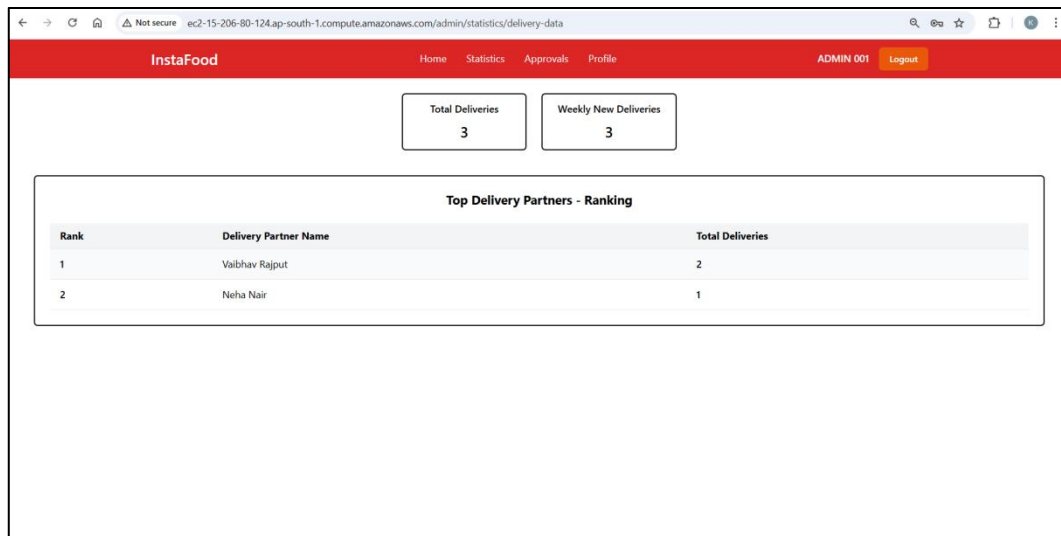 Not secure ec2-15-206-80-124.ap-south-1.compute.amazonaws.com/admin/statistics/delivery-data K
InstaFood Home Statistics Approvals Profile ADMIN 001 Logout
Total Deliveries Weekly New Deliveries
3 3
Top Delivery Partners - Ranking
Rank Delivery Partner Name Total Deliveries
1 Vaibhav Rajput 2
2 Neha Nair 1